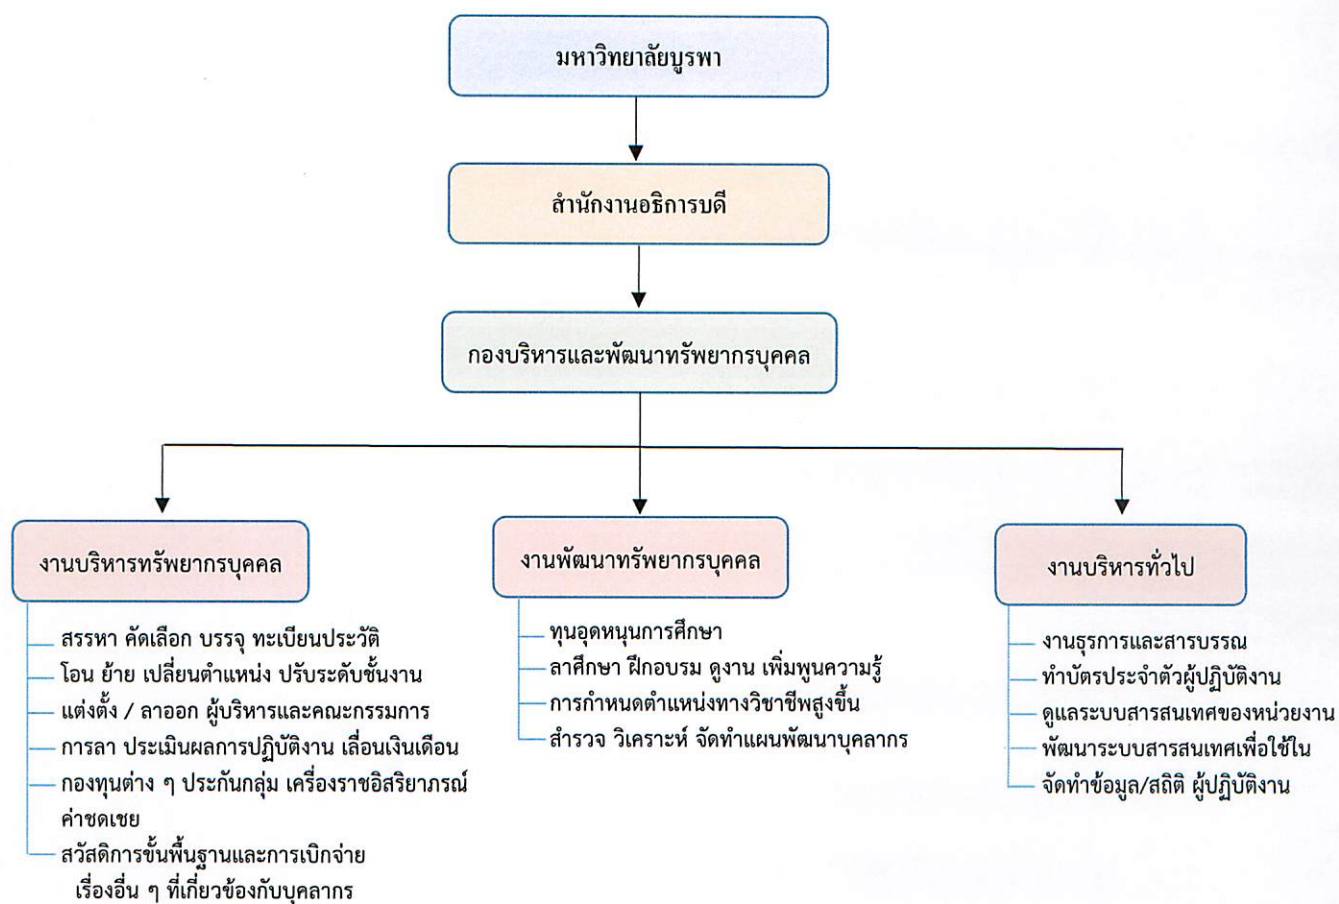 มหาวิทยาลัยบูรพา
สำนักงานอธิการบดี
กองบริหารและพัฒนาทรัพยากรบุคคล
งานบริหารทรัพยากรบุคคล
สรรหา คัดเลือก บรรจุ ทะเบียนประวัติ
โอน ย้าย เปลี่ยนตำแหน่ง ปรับระดับชั้นงาน
แต่งตั้ง / ลาออก ผู้บริหารและคณะกรรมการ
การลา ประเมินผลการปฏิบัติงาน เลื่อนเงินเดือน
กองทุนต่าง ๆ ประกันกลุ่ม เครื่องราชอิสริยาภรณ์
ค่าชดเชย
สวัสดิการขั้นพื้นฐานและการเบิกจ่าย
เรื่องอื่น ๆ ที่เกี่ยวข้องกับบุคลากร
งานพัฒนาทรัพยากรบุคคล
ทุนอุดหนุนการศึกษา
ลาศึกษา ฝึกอบรม ดูงาน เพิ่มพูนความรู้
การกำหนดตำแหน่งทางวิชาชีพสูงขึ้น
สำรวจ วิเคราะห์ จัดทำแผนพัฒนาบุคลากร
งานบริหารทั่วไป
งานธุรการและสารบรรณ
ทำบัตรประจำตัวผู้ปฏิบัติงาน
ดูแลระบบสารสนเทศของหน่วยงาน
พัฒนาระบบสารสนเทศเพื่อใช้ใน
จัดทำข้อมูล/สถิติ ผู้ปฏิบัติงาน